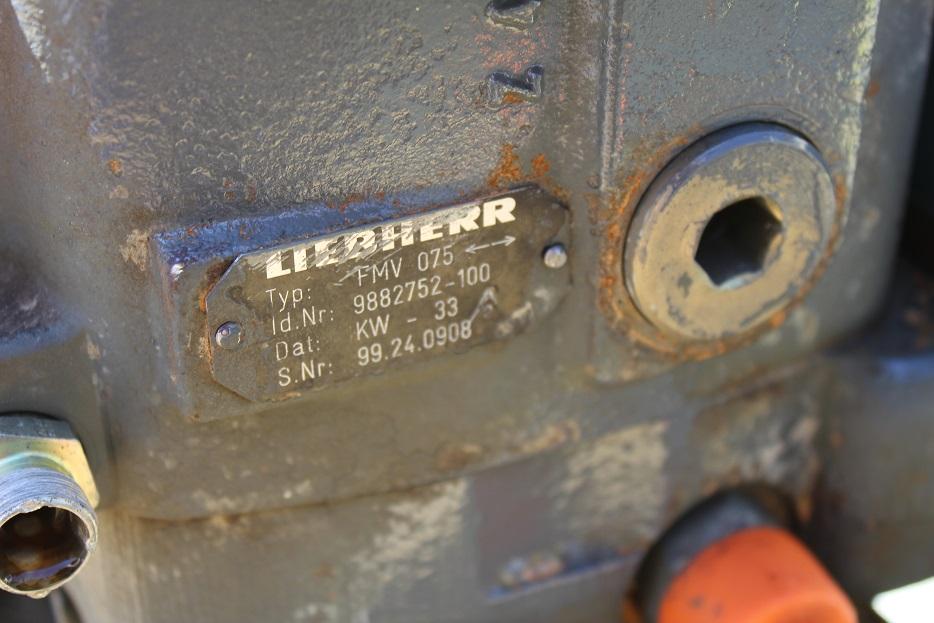 LIEBHERR
Typ: FMV 075 ↔
Id.Nr: 9882752-100
Dat: KW - 33
S.Nr: 99.24.0908